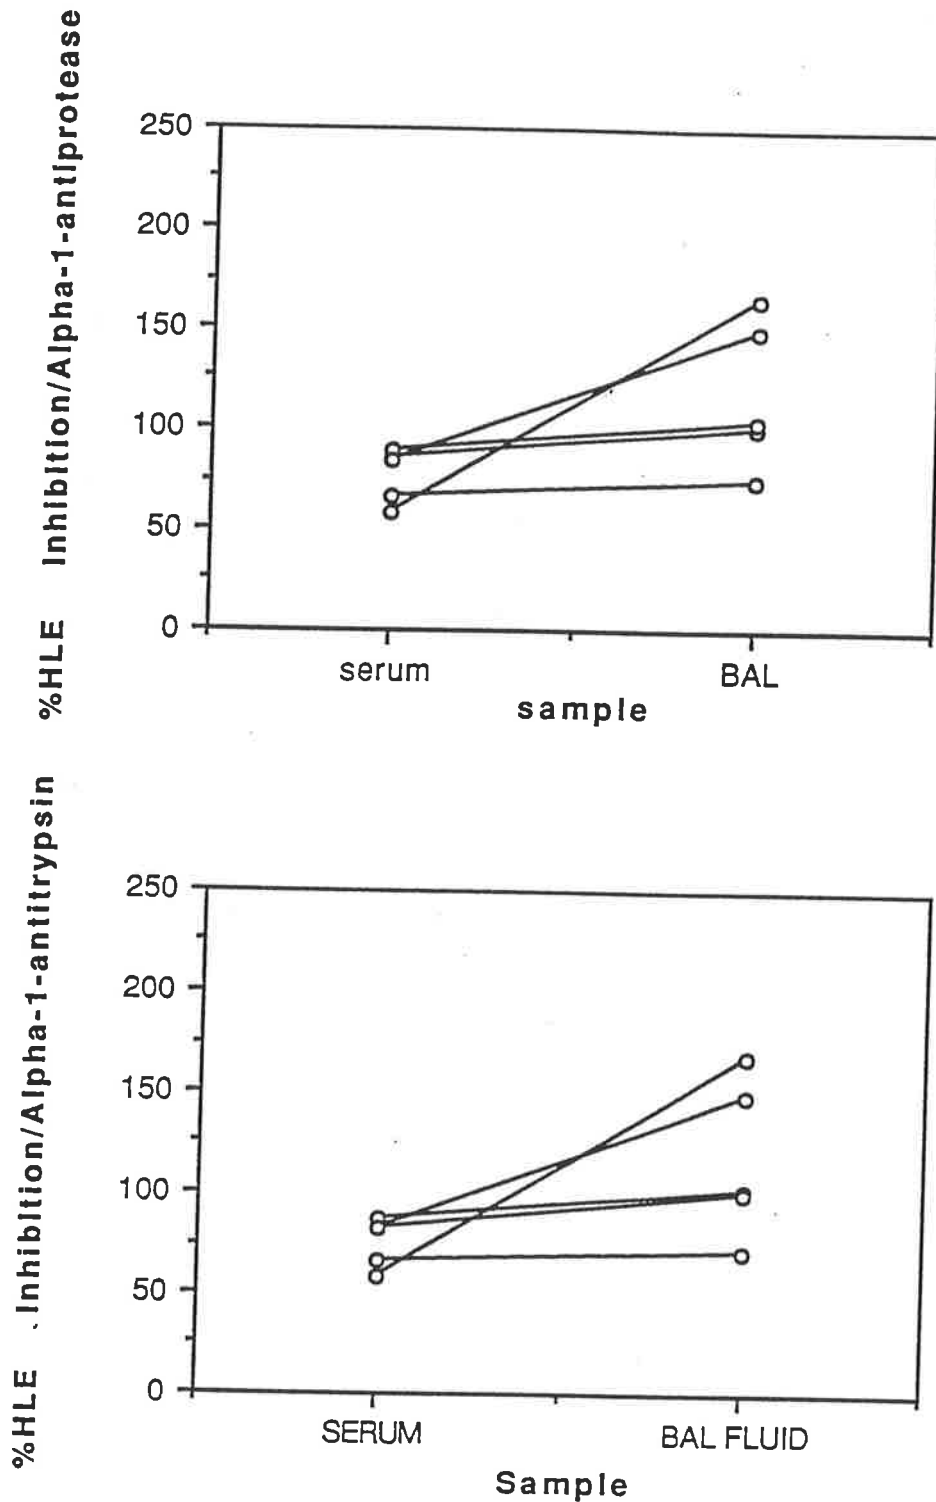 %HLE Inhibition/Alpha-1-antiprotease
250
200
150
100
50
0
serum BAL
sample
%HLE .Inhibition/Alpha-1-antitrypsin
250
200
150
100
50
0
SERUM BAL FLUID
Sample